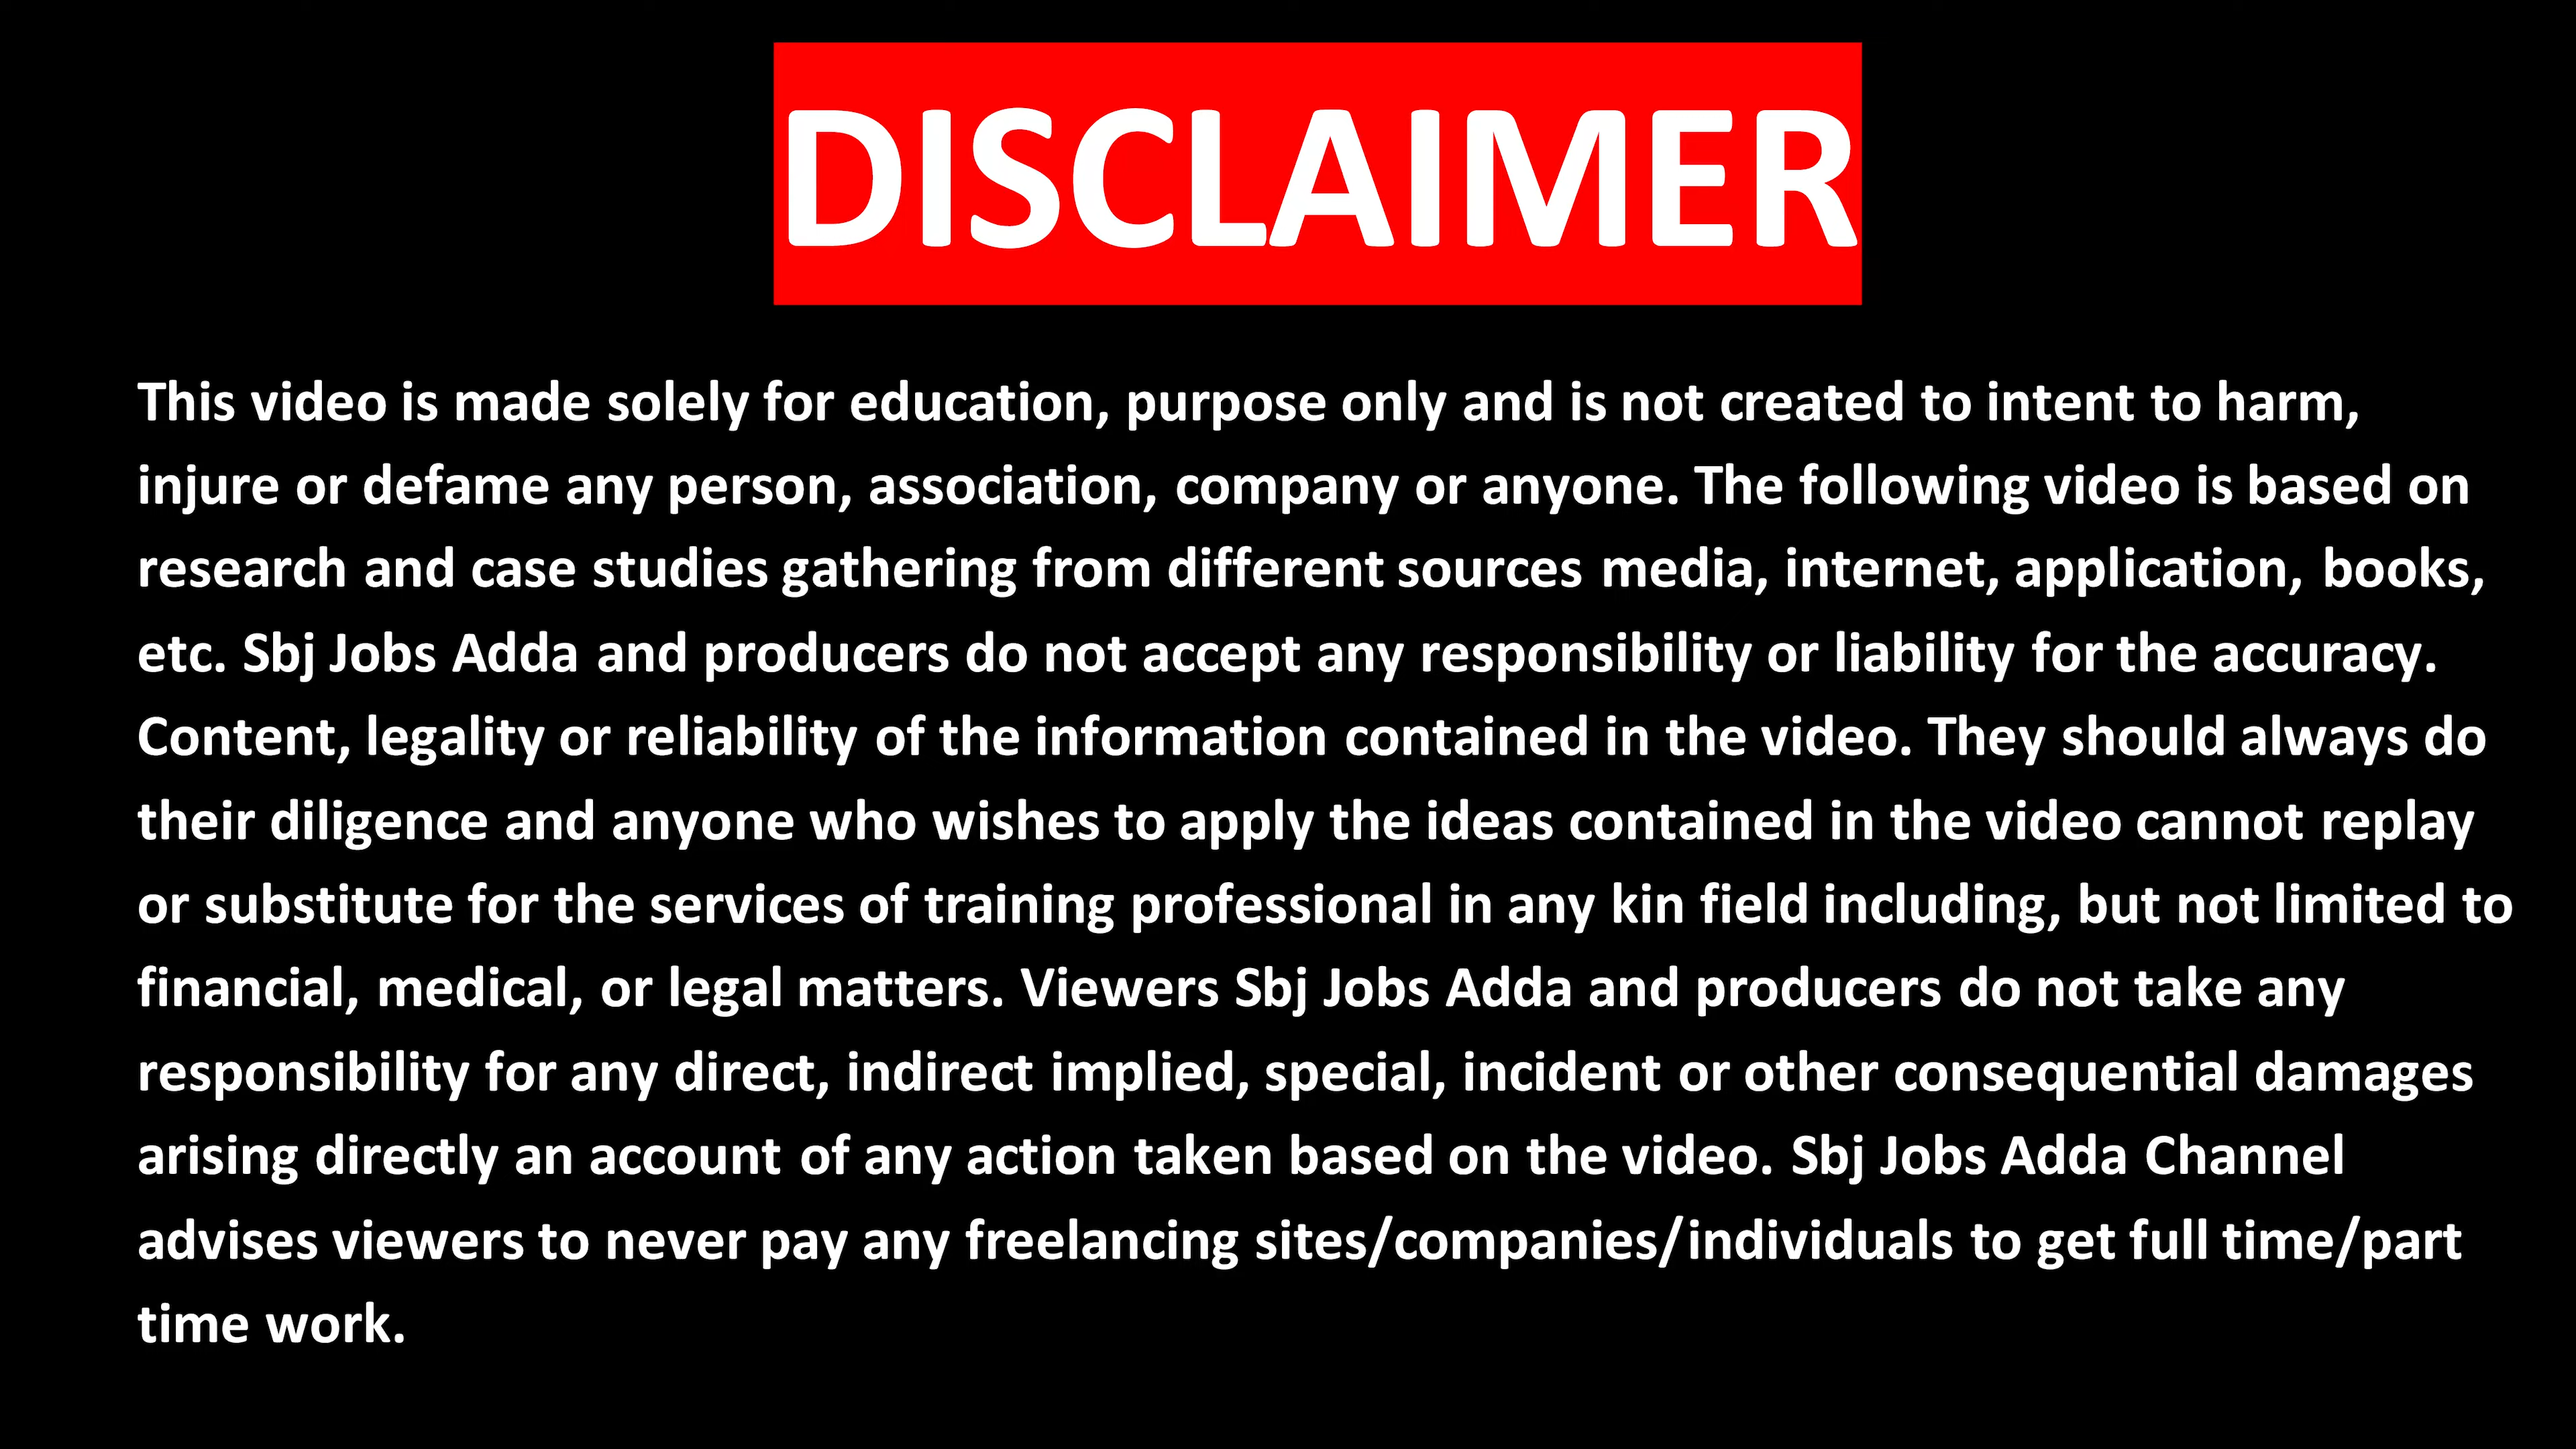 DISCLAIMER
This video is made solely for education, purpose only and is not created to intent to harm,
injure or defame any person, association, company or anyone. The following video is based on
research and case studies gathering from different sources media, internet, application, books,
etc. Sbj Jobs Adda and producers do not accept any responsibility or liability for the accuracy.
Content, legality or reliability of the information contained in the video. They should always do
their diligence and anyone who wishes to apply the ideas contained in the video cannot replay
or substitute for the services of training professional in any kin field including, but not limited to
financial, medical, or legal matters. Viewers Sbj Jobs Adda and producers do not take any
responsibility for any direct, indirect implied, special, incident or other consequential damages
arising directly an account of any action taken based on the video. Sbj Jobs Adda Channel
advises viewers to never pay any freelancing sites/companies/individuals to get full time/part
time work.